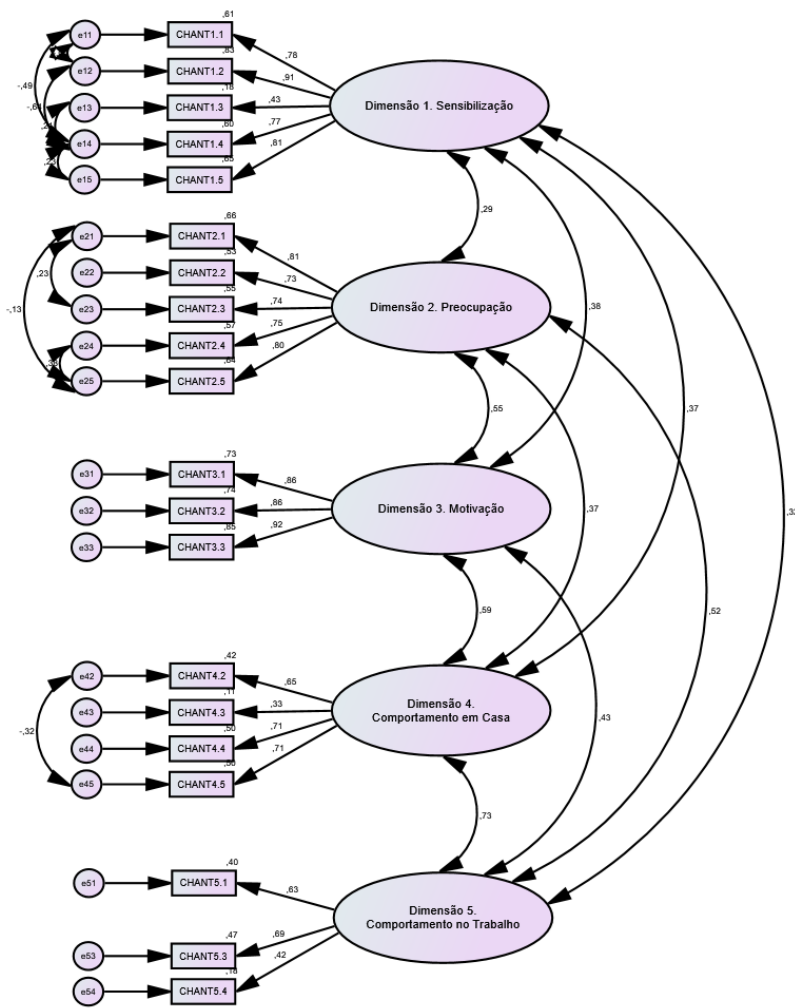 ,61
e11
CHANT1.1
,78
,83
e12
CHANT1.2
,91
-,49
,18
e13
CHANT1.3
,43
Dimensão 1. Sensibilização
,60
e14
CHANT1.4
,77
,65
e15
CHANT1.5
,81
,29
,66
e21
CHANT2.1
,81
,53
e22
CHANT2.2
,73
,23
,55
e23
CHANT2.3
,74
Dimensão 2. Preocupação
,38
-,13
,57
e24
CHANT2.4
,75
,64
e25
CHANT2.5
,80
,55
,37
,73
e31
CHANT3.1
,86
,74
e32
CHANT3.2
,86
Dimensão 3. Motivação
,37
,85
e33
CHANT3.3
,92
,59
,52
,42
e42
CHANT4.2
,65
,11
e43
CHANT4.3
,33
Dimensão 4.
Comportamento em Casa
-,32
,50
e44
CHANT4.4
,71
,43
,50
e45
CHANT4.5
,71
,73
,40
e51
CHANT5.1
,63
Dimensão 5.
Comportamento no Trabalho
,47
e53
CHANT5.3
,69
e54
CHANT5.4
,42